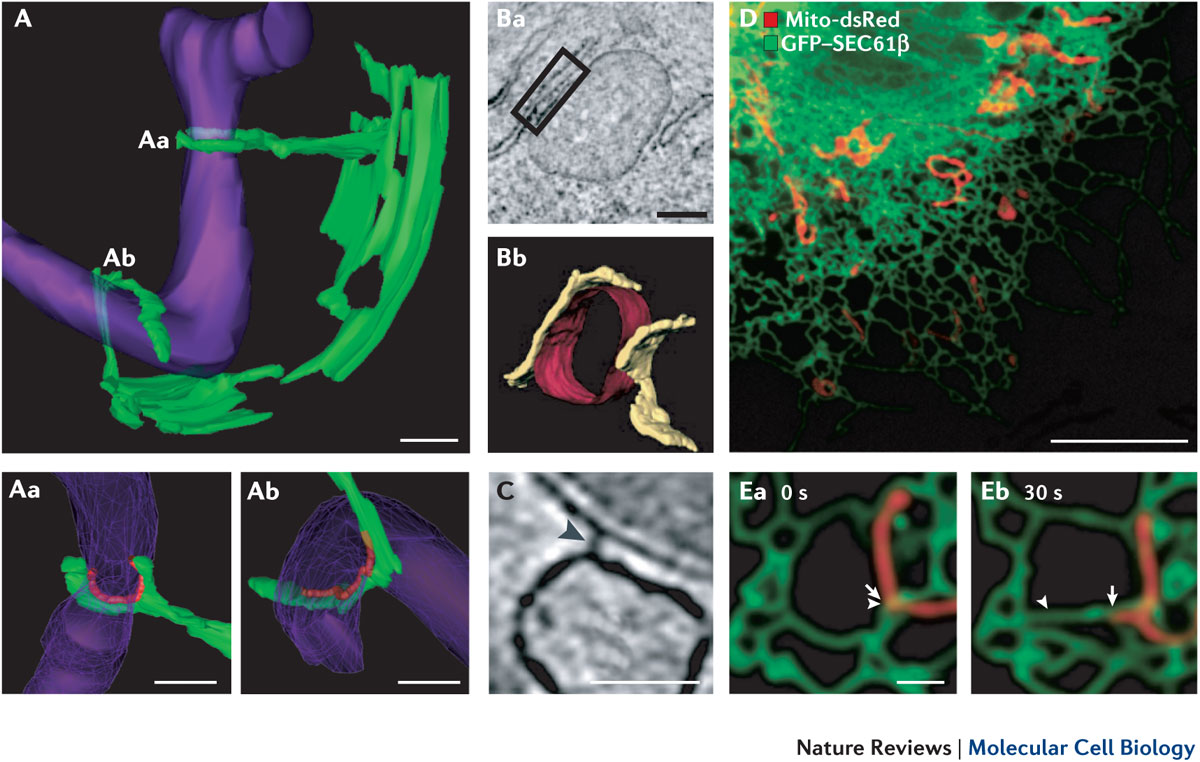 A
Aa
Ab
Ba
Bb
D
Mito-dsRed
GFP–SEC61β
Aa
Ab
C
Ea 0 s
Eb 30 s
Nature Reviews | Molecular Cell Biology